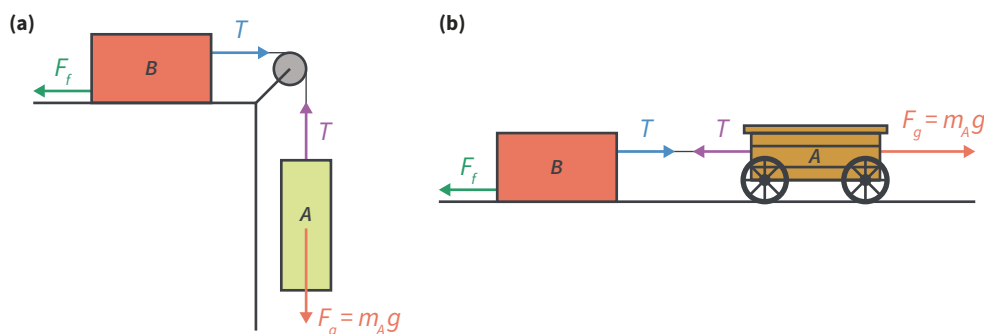 (a)
T
B
F_f
T
A
F_g = m_A g
(b)
F_g = m_A g
T
T
A
B
F_f